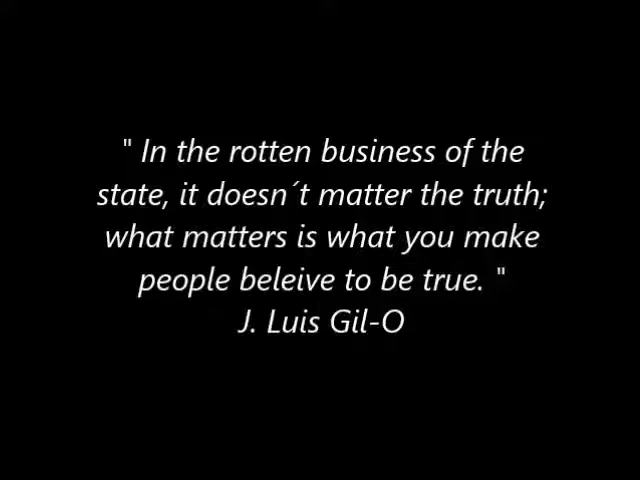 " In the rotten business of the
state, it doesn´t matter the truth;
what matters is what you make
people beleive to be true. "
J. Luis Gil-O